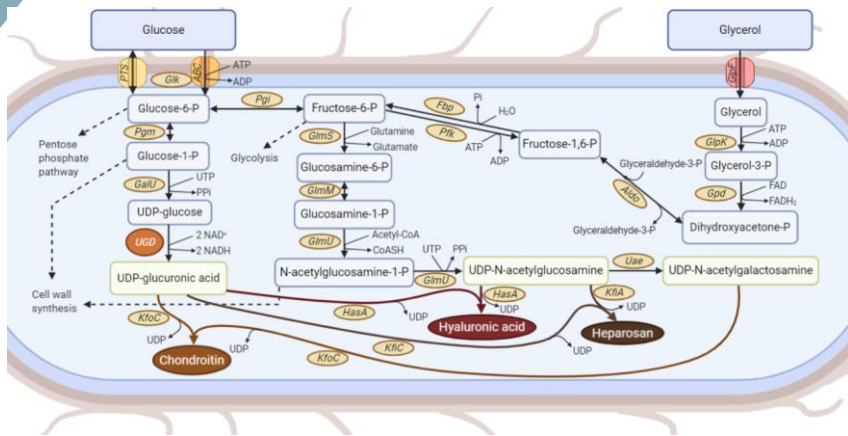 Glucose
Glycerol
PTS
Glk
ABC
ATP
ADP
GlpF
Glucose-6-P
Pgi
Fructose-6-P
Fbp
Pi
H₂O
Pfk
ATP
ADP
Fructose-1,6-P
Glycerol
GlpK
ATP
ADP
Pentose
phosphate
pathway
Pgm
Glycolysis
GlmS
Glutamine
Glutamate
Glyceraldehyde-3-P
Aldo
Glyceraldehyde-3-P
Glycerol-3-P
Gpd
FAD
FADH₂
Dihydroxyacetone-P
Glucose-1-P
GalU
UTP
PPi
Glucosamine-6-P
GlmM
Glucosamine-1-P
UDP-glucose
UGD
2 NAD⁺
2 NADH
GlmU
Acetyl-CoA
CoASH
UDP-glucuronic acid
N-acetylglucosamine-1-P
UTP
PPi
GlmU
UDP-N-acetylglucosamine
Uae
UDP-N-acetylgalactosamine
Cell wall
synthesis
KfoC
UDP
HasA
UDP
HasA
UDP
KfiA
UDP
Hyaluronic acid
Heparosan
Chondroitin
UDP
KfoC
KfiC
UDP